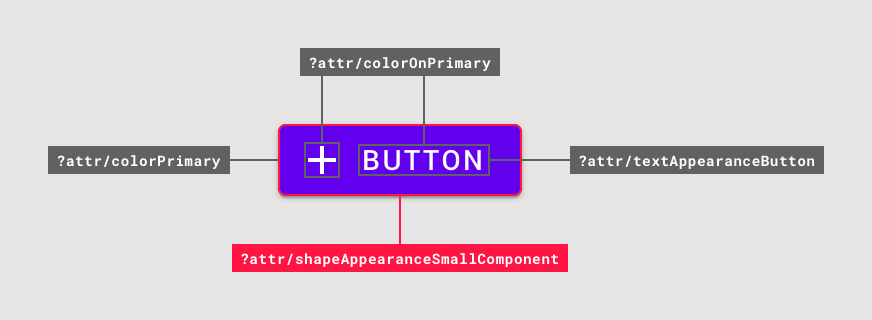 ?attr/colorOnPrimary
?attr/colorPrimary
BUTTON
?attr/textAppearanceButton
?attr/shapeAppearanceSmallComponent